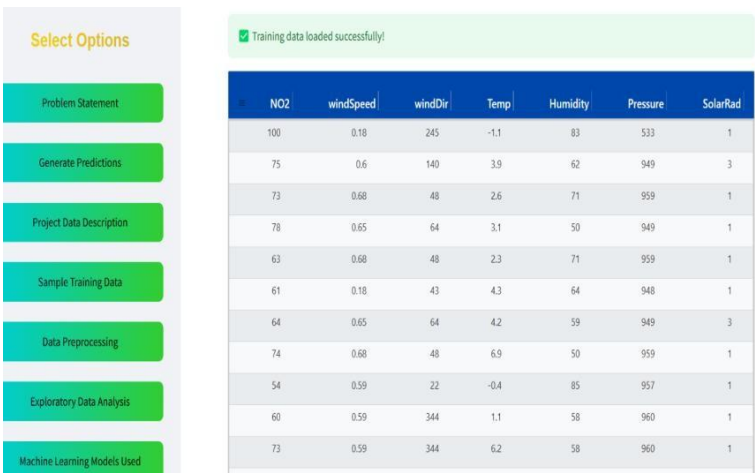 Select Options
Problem Statement
Generate Predictions
Project Data Description
Sample Training Data
Data Preprocessing
Exploratory Data Analysis
Machine Learning Models Used
Training data loaded successfully!
NO2 windSpeed windDir Temp Humidity Pressure SolarRad
100 0.18 245 -1.1 83 533 1
75 0.6 140 3.9 62 949 3
73 0.68 48 2.6 71 959 1
78 0.65 64 3.1 50 949 1
63 0.68 48 2.3 71 959 1
61 0.18 43 4.3 64 948 1
64 0.65 64 4.2 59 949 3
74 0.68 48 6.9 50 959 1
54 0.59 22 -0.4 85 957 1
60 0.59 344 1.1 58 960 1
73 0.59 344 6.2 58 960 1